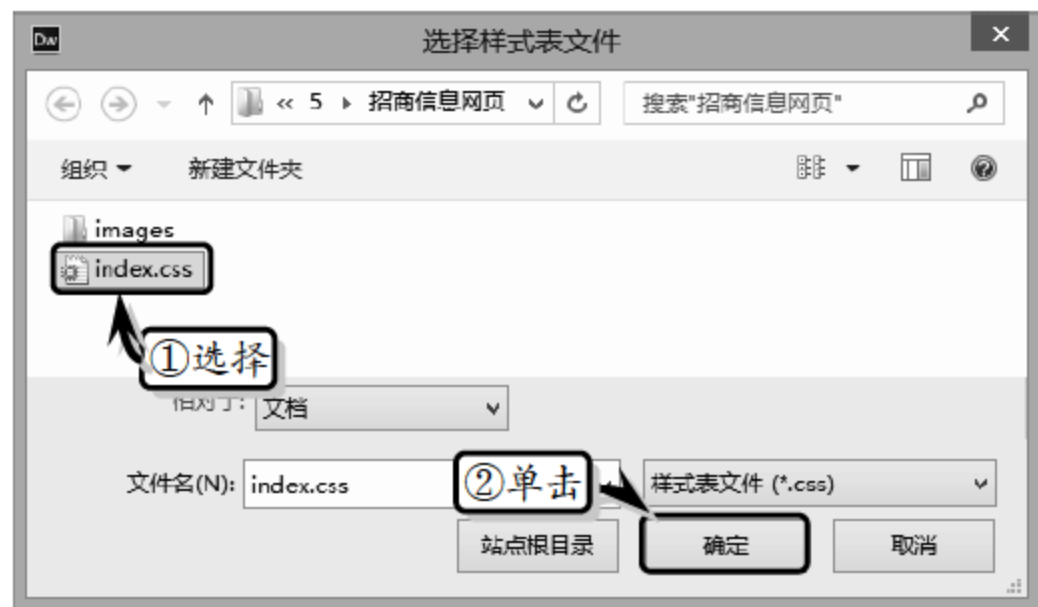 Dw 选择样式表文件
« 5 招商信息网页 搜索"招商信息网页"
组织 新建文件夹
images
index.css
①选择
相对于: 文档
文件名(N): index.css ②单击 样式表文件 (*.css)
站点根目录 确定 取消